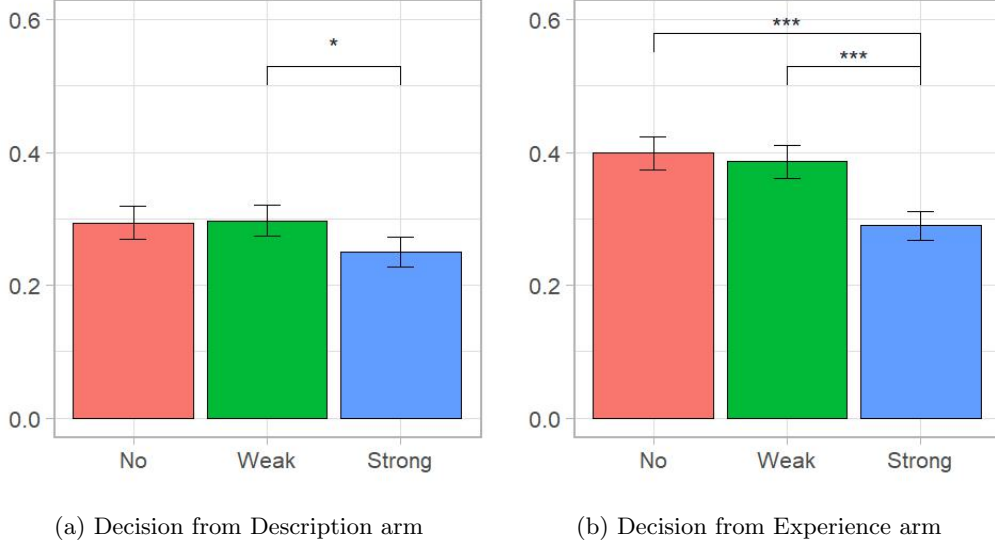 0.6
0.4
0.2
0.0
*
No
Weak
Strong
(a) Decision from Description arm
0.6
0.4
0.2
0.0
***
***
No
Weak
Strong
(b) Decision from Experience arm